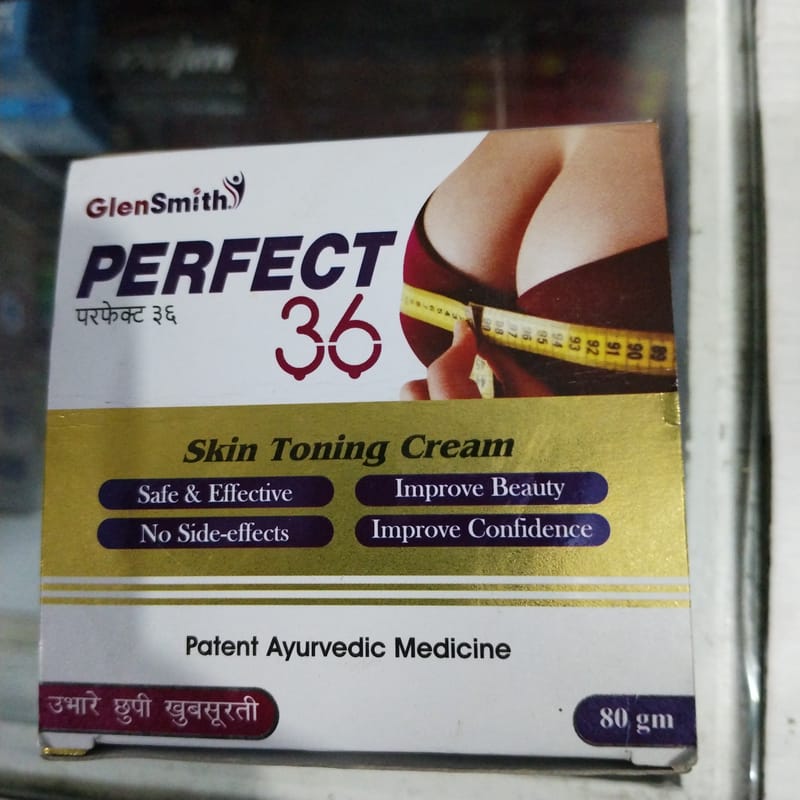 GlenSmith
PERFECT
परफेक्ट ३६
36
Skin Toning Cream
Safe & Effective
Improve Beauty
No Side-effects
Improve Confidence
Patent Ayurvedic Medicine
उभारे छुपी खुबसूरती
80 gm